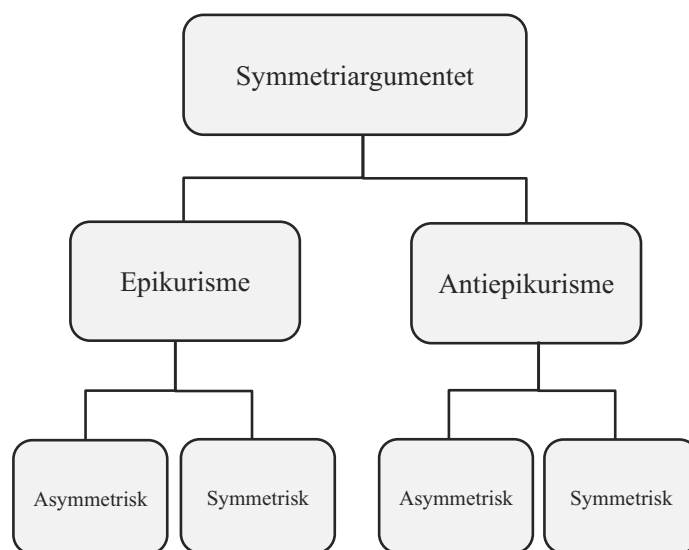 Symmetriargumentet
Epikurisme
Antiepikurisme
Asymmetrisk
Symmetrisk
Asymmetrisk
Symmetrisk